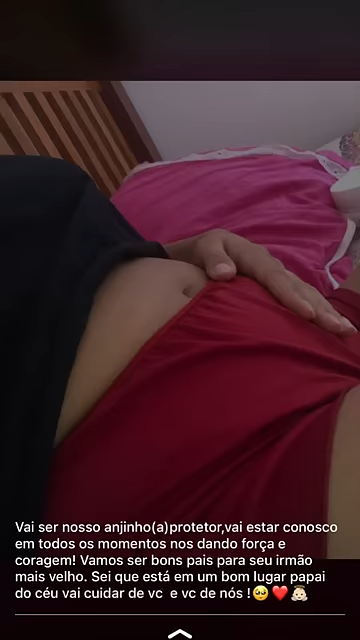 Vai ser nosso anjinho(a)protetor,vai estar conosco
em todos os momentos nos dando força e
coragem! Vamos ser bons pais para seu irmão
mais velho. Sei que está em um bom lugar papai
do céu vai cuidar de vc  e vc de nós !🥺❤️👼🏻